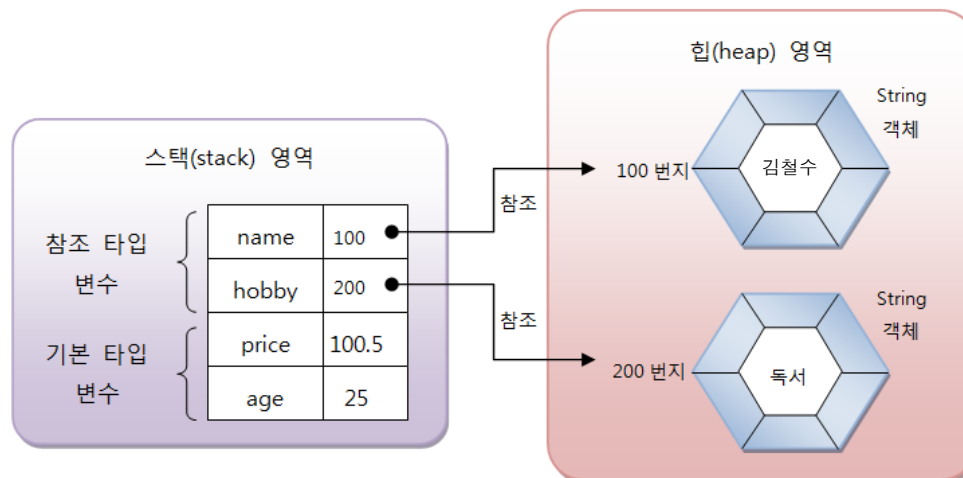 힙(heap) 영역
String
객체
김철수
100 번지
스택(stack) 영역
참조
참조 타입
변수
name 100
hobby 200
String
객체
참조
기본 타입
변수
price 100.5
age 25
200 번지
독서